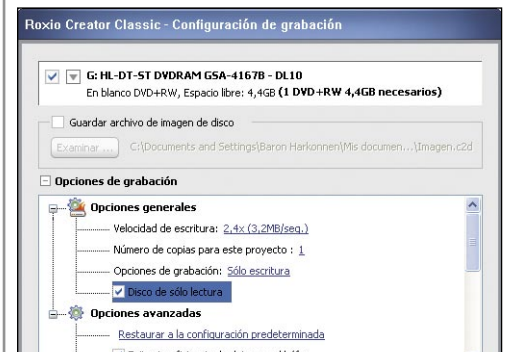 Roxio Creator Classic - Configuración de grabación
G: HL-DT-ST DVDRAM GSA-4167B - DL10
En blanco DVD+RW, Espacio libre: 4,4GB (1 DVD+RW 4,4GB necesarios)
Guardar archivo de imagen de disco
Examinar ... C:\Documents and Settings\Baron Harkonnen\Mis documen...\Imagen.c2d
Opciones de grabación
Opciones generales
Velocidad de escritura: 2,4x (3,2MB/seg.)
Número de copias para este proyecto : 1
Opciones de grabación: Sólo escritura
Disco de sólo lectura
Opciones avanzadas
Restaurar a la configuración predeterminada